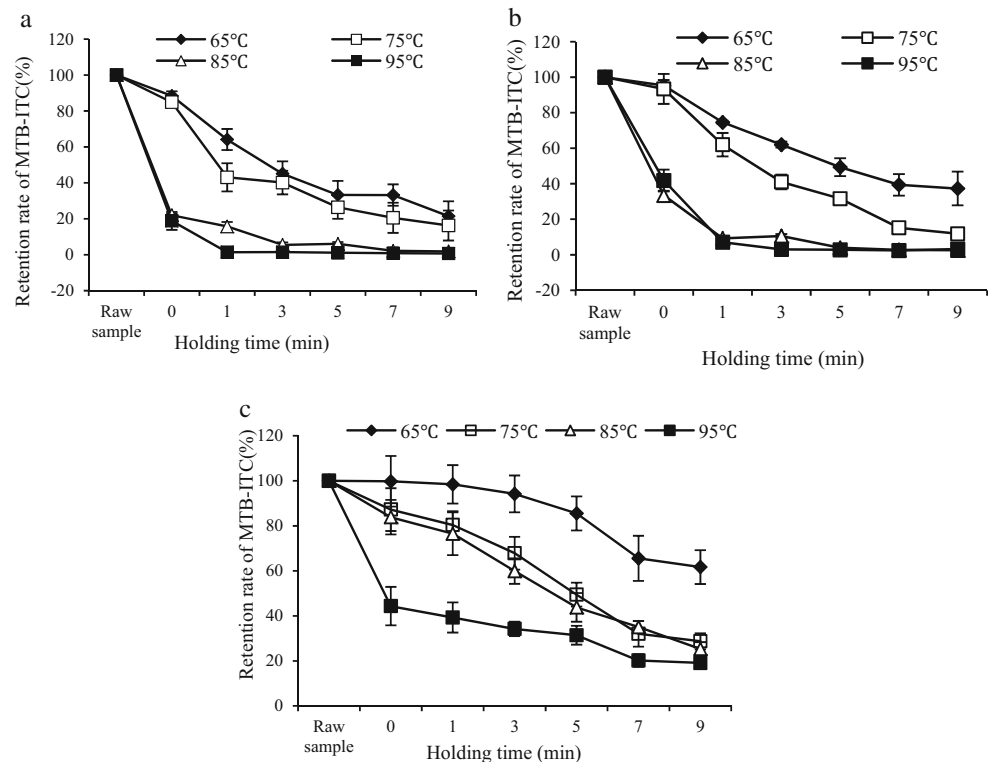 a
65°C 75°C
85°C 95°C
Retention rate of MTB-ITC(%)
120
100
80
60
40
20
0
-20
Raw sample 0 1 3 5 7 9
Holding time (min)
b
65°C 75°C
85°C 95°C
Retention rate of MTB-ITC(%)
120
100
80
60
40
20
0
-20
Raw sample 0 1 3 5 7 9
Holding time (min)
c
65°C 75°C 85°C 95°C
Retention rate of MTB-ITC(%)
120
100
80
60
40
20
0
Raw sample 0 1 3 5 7 9
Holding time (min)